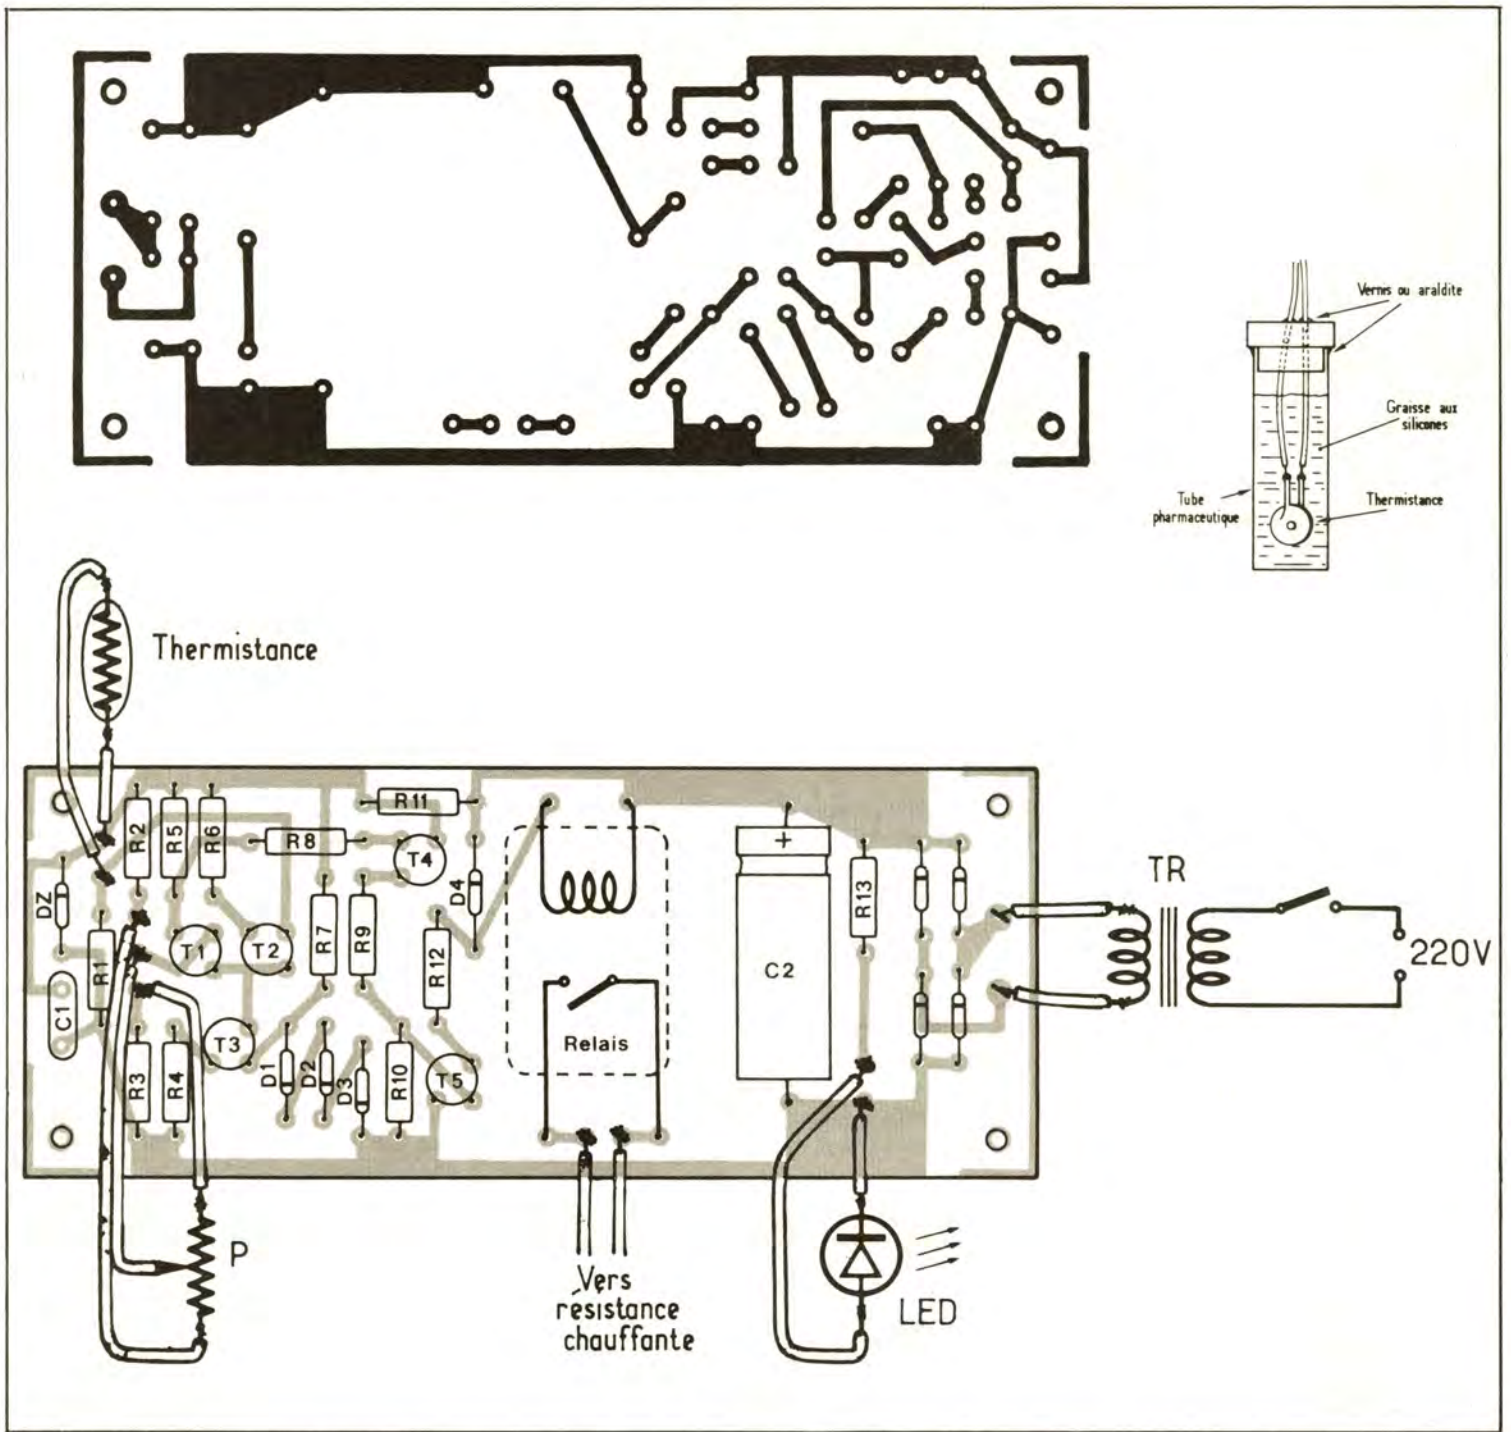 Vernis ou araldite
Graisse aux
silicones
Tube
pharmaceutique
Thermistance
Thermistance
R11
R2
R5
R6
R8
T4
D4
DZ
R1
T1
T2
R7
R9
R12
R13
C1
T3
D1
D2
D3
R3
R4
R10
T5
Relais
+
C2
TR
220V
P
Vers
résistance
chauffante
LED